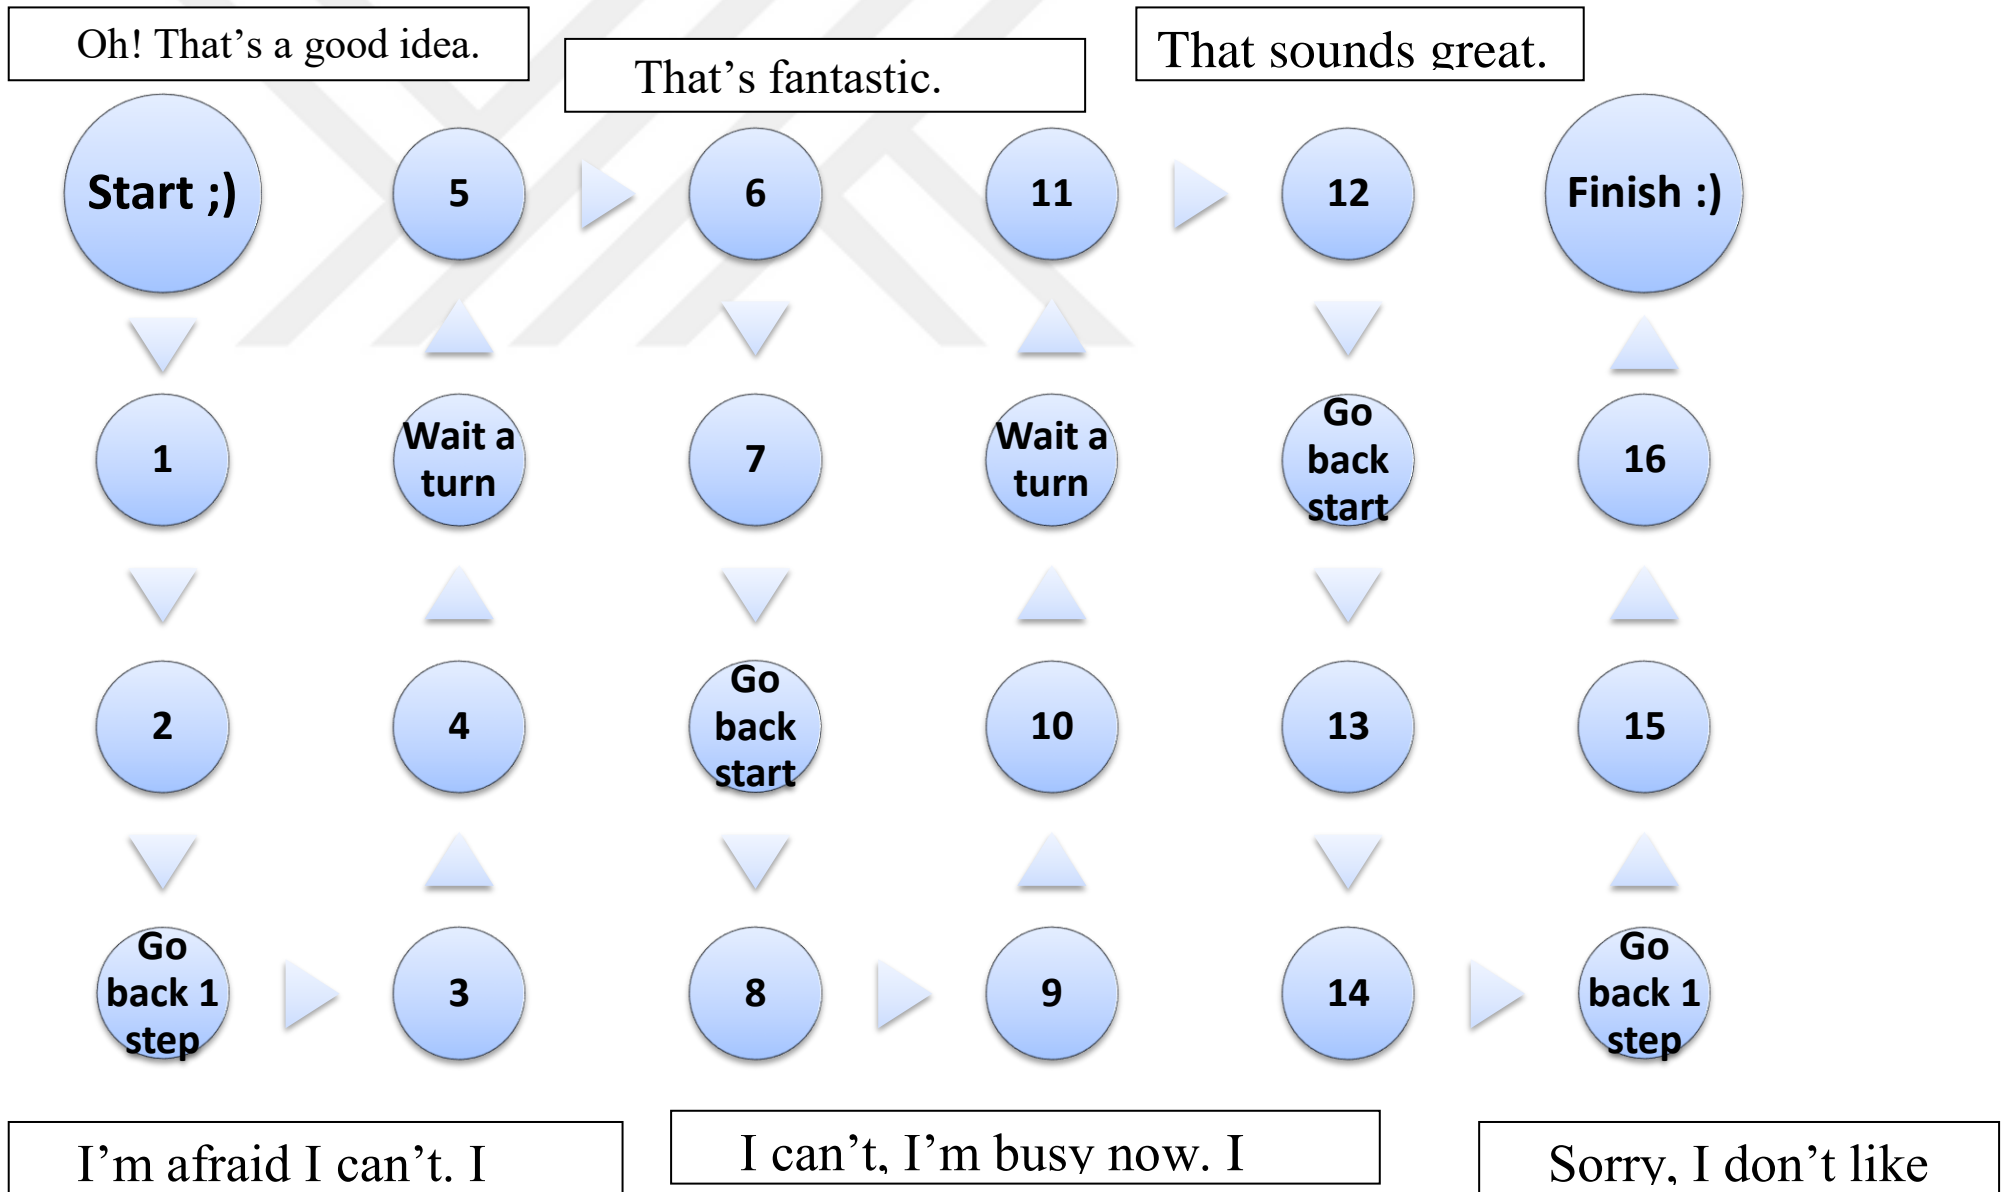 Oh! That’s a good idea.
That’s fantastic.
That sounds great.
Start ;)
5
6
11
12
Finish :)
1
Wait a
turn
7
Wait a
turn
Go
back
start
16
2
4
Go
back
start
10
13
15
Go
back 1
step
3
8
9
14
Go
back 1
step
I’m afraid I can’t. I
I can’t, I’m busy now. I
Sorry, I don’t like